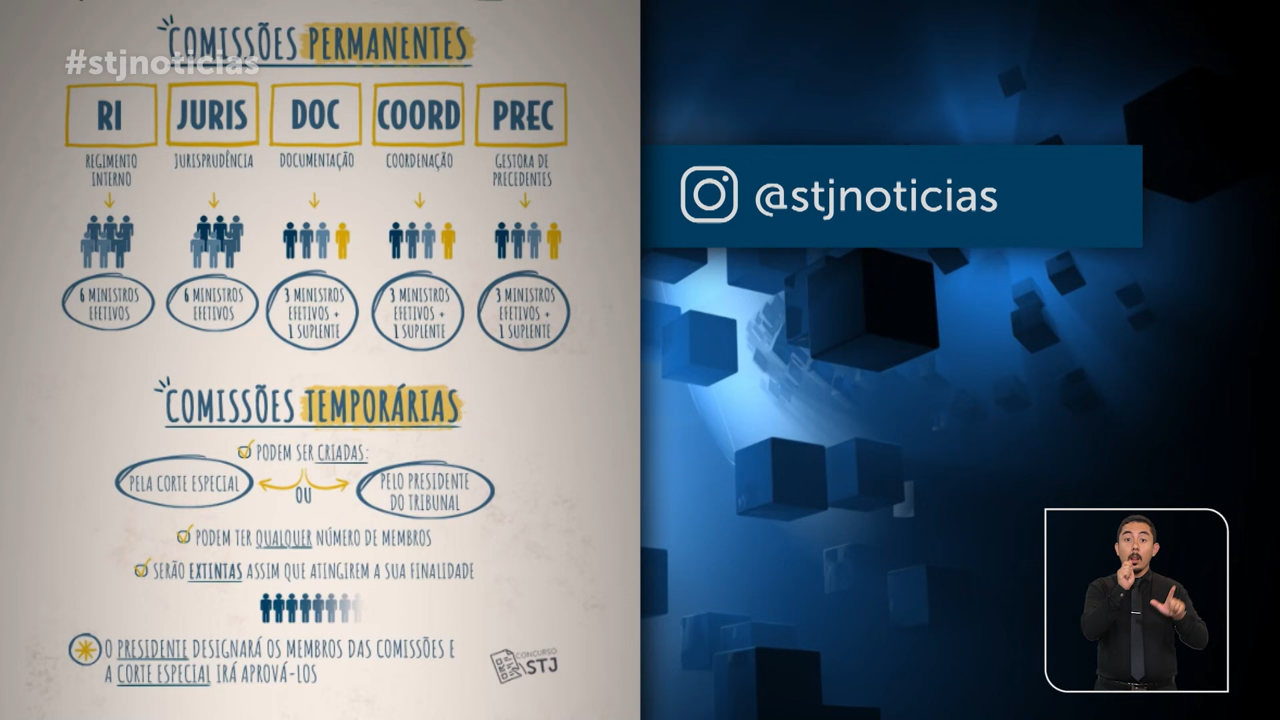 COMISSÕES PERMANENTES
#stjnoticias
RI
JURIS
DOC
COORD
PREC
REGIMENTO
INTERNO
JURISPRUDÊNCIA
DOCUMENTAÇÃO
COORDENAÇÃO
GESTORA DE
PRECEDENTES
6 MINISTROS
EFETIVOS
6 MINISTROS
EFETIVOS
3 MINISTROS
EFETIVOS +
1 SUPLENTE
3 MINISTROS
EFETIVOS +
1 SUPLENTE
3 MINISTROS
EFETIVOS +
1 SUPLENTE
COMISSÕES TEMPORÁRIAS
PODEM SER CRIADAS:
PELA CORTE ESPECIAL
OU
PELO PRESIDENTE
DO TRIBUNAL
PODEM TER QUALQUER NÚMERO DE MEMBROS
SERÃO EXTINTAS ASSIM QUE ATINGIREM A SUA FINALIDADE
O PRESIDENTE DESIGNARÁ OS MEMBROS DAS COMISSÕES E
A CORTE ESPECIAL IRÁ APROVÁ-LOS
CONCURSO
STJ
@stjnoticias